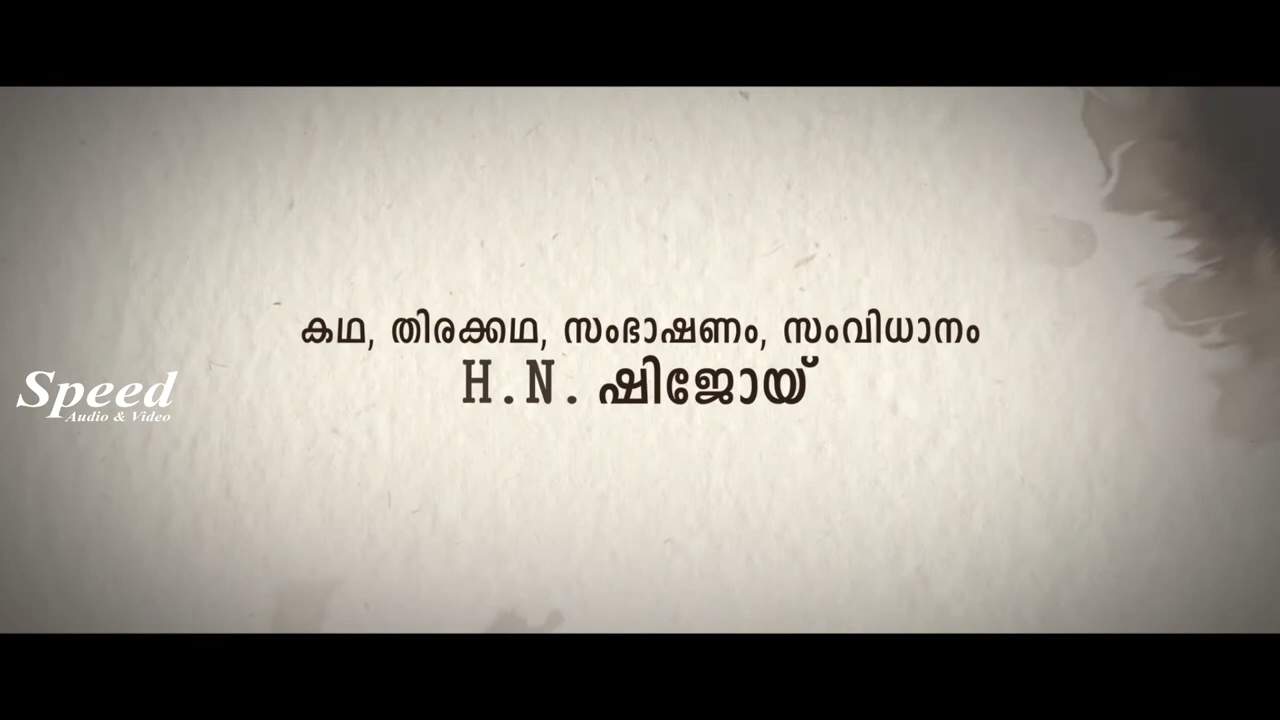 കഥ, തിരക്കഥ, സംഭാഷണം, സംവിധാനം
H.N. ഷിജോയ്
Speed
Audio & Video